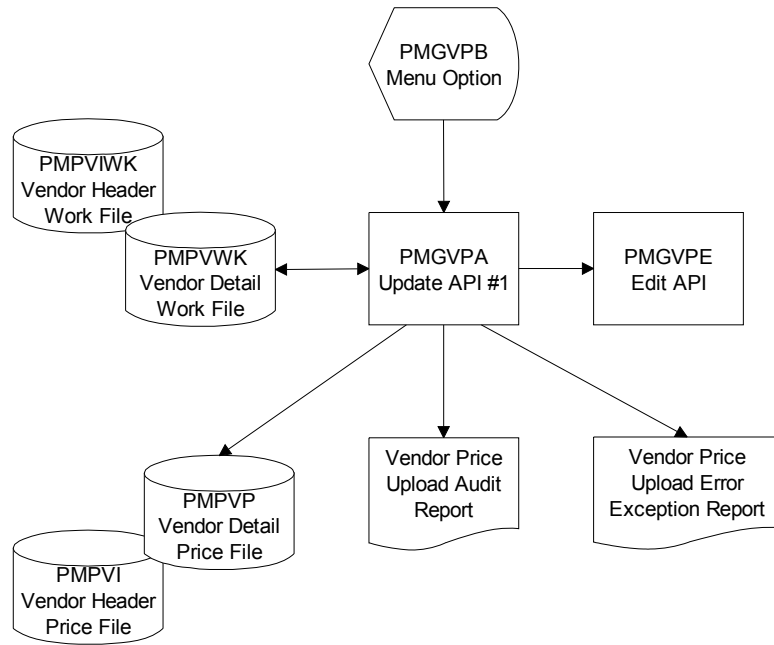 PMGVPB
Menu Option
PMPVIWK
Vendor Header
Work File
PMPVWK
Vendor Detail
Work File
PMGVPA
Update API #1
PMGVPE
Edit API
PMPVP
Vendor Detail
Price File
PMPVI
Vendor Header
Price File
Vendor Price
Upload Audit
Report
Vendor Price
Upload Error
Exception Report